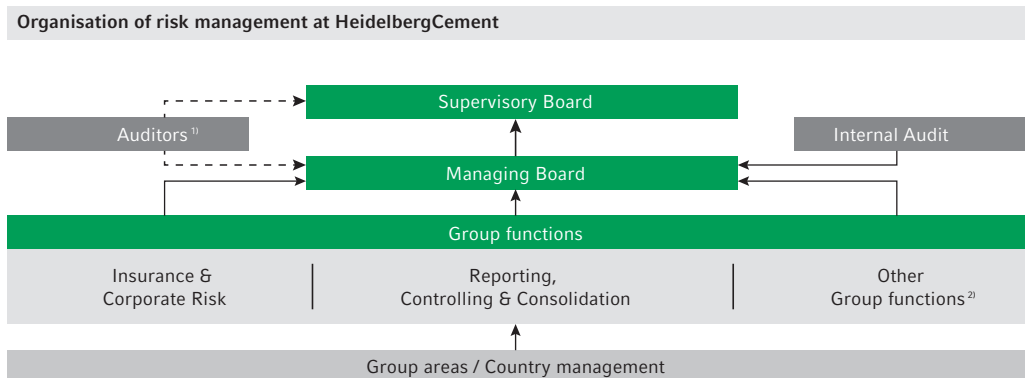 Organisation of risk management at HeidelbergCement
Supervisory Board
Auditors 1)
Internal Audit
Managing Board
Group functions
Insurance &
Corporate Risk
Reporting,
Controlling & Consolidation
Other
Group functions 2)
Group areas / Country management